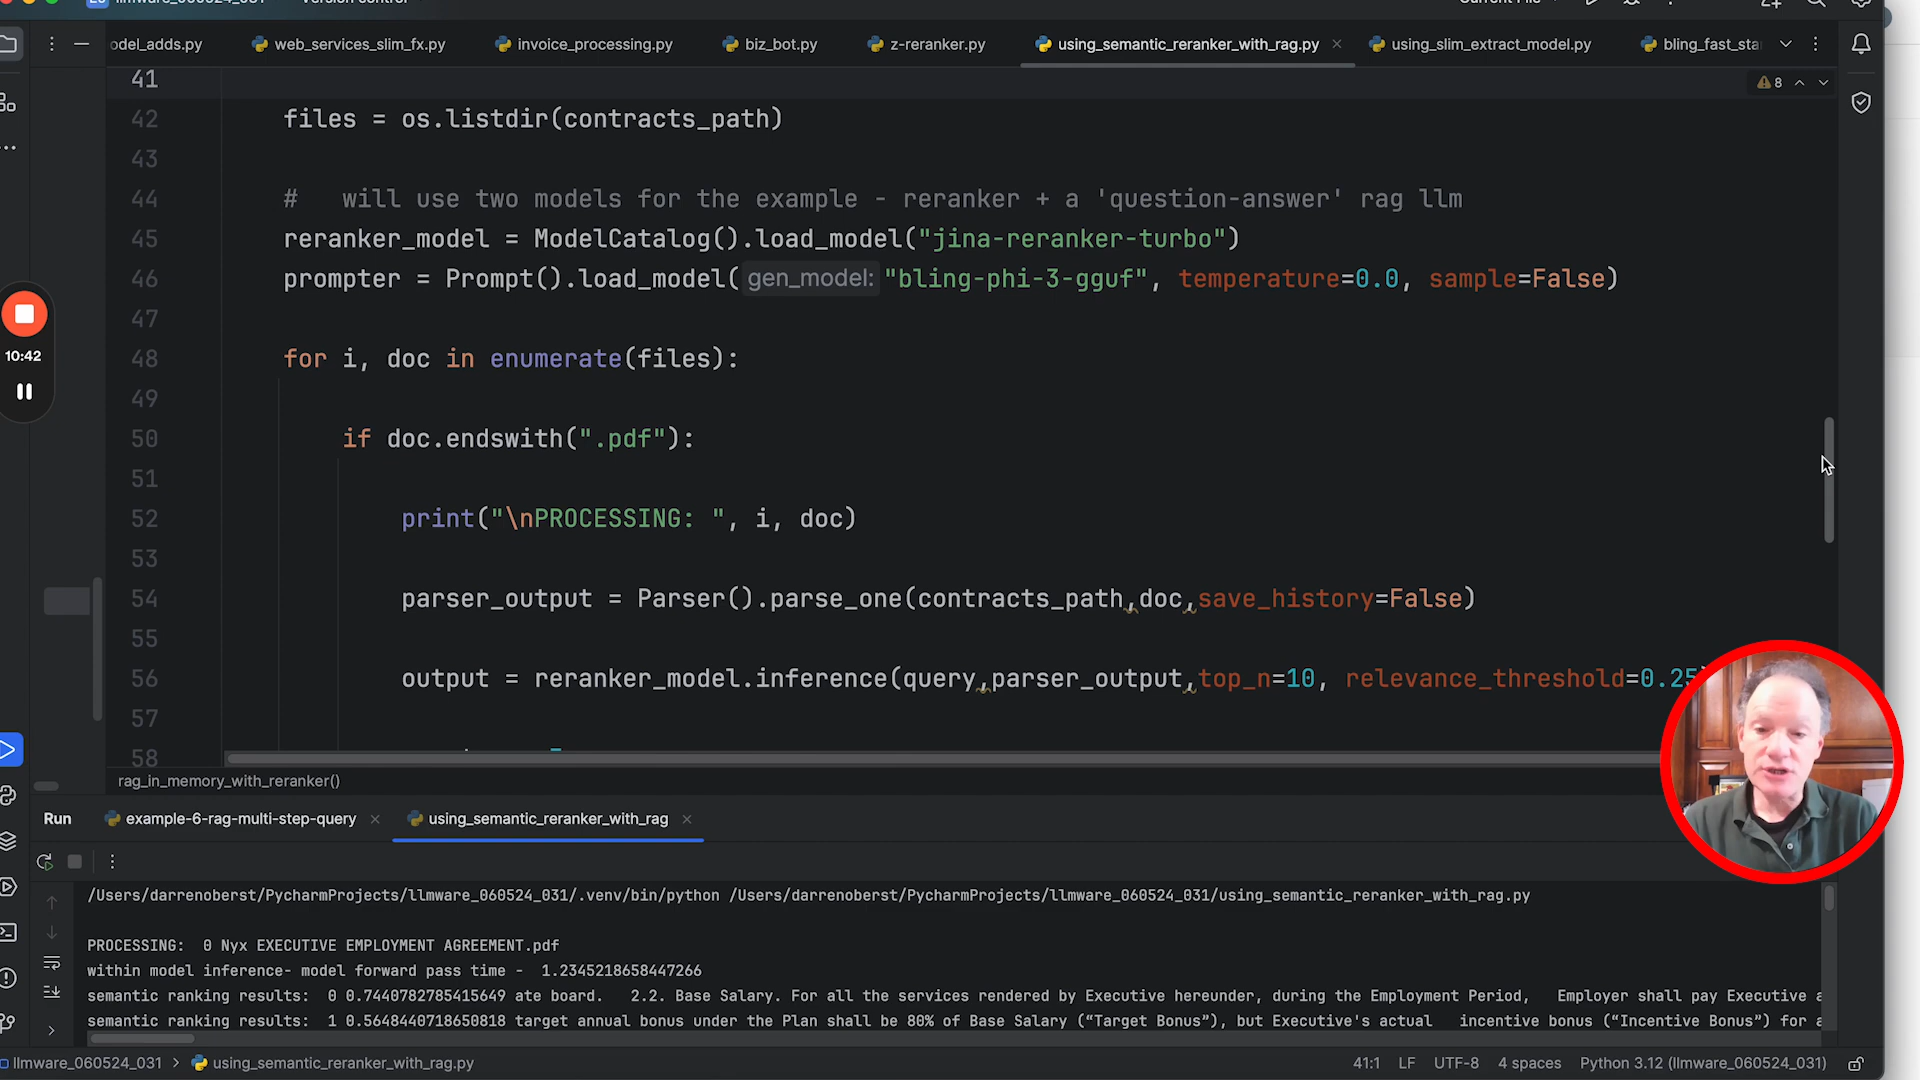 odel_adds.py
web_services_slim_fx.py
invoice_processing.py
biz_bot.py
z-reranker.py
using_semantic_reranker_with_rag.py
using_slim_extract_model.py
bling_fast_sta
8
41
42 files = os.listdir(contracts_path)
43
44 # will use two models for the example - reranker + a 'question-answer' rag llm
45 reranker_model = ModelCatalog().load_model("jina-reranker-turbo")
46 prompter = Prompt().load_model( gen_model: "bling-phi-3-gguf", temperature=0.0, sample=False)
47
48 for i, doc in enumerate(files):
49
50 if doc.endswith(".pdf"):
51
52 print("\nPROCESSING: ", i, doc)
53
54 parser_output = Parser().parse_one(contracts_path,doc,save_history=False)
55
56 output = reranker_model.inference(query,parser_output,top_n=10, relevance_threshold=0.25
57
58
10:42
rag_in_memory_with_reranker()
Run example-6-rag-multi-step-query using_semantic_reranker_with_rag
/Users/darrenoberst/PycharmProjects/llmware_060524_031/.venv/bin/python /Users/darrenoberst/PycharmProjects/llmware_060524_031/using_semantic_reranker_with_rag.py
PROCESSING: 0 Nyx EXECUTIVE EMPLOYMENT AGREEMENT.pdf
within model inference- model forward pass time - 1.2345218658447266
semantic ranking results: 0 0.7440782785415649 ate board. 2.2. Base Salary. For all the services rendered by Executive hereunder, during the Employment Period, Employer shall pay Executive a
semantic ranking results: 1 0.5648440718650818 target annual bonus under the Plan shall be 80% of Base Salary (“Target Bonus”), but Executive's actual incentive bonus (“Incentive Bonus”) for a
llmware_060524_031 > using_semantic_reranker_with_rag.py
41:1 LF UTF-8 4 spaces Python 3.12 (llmware_060524_031)